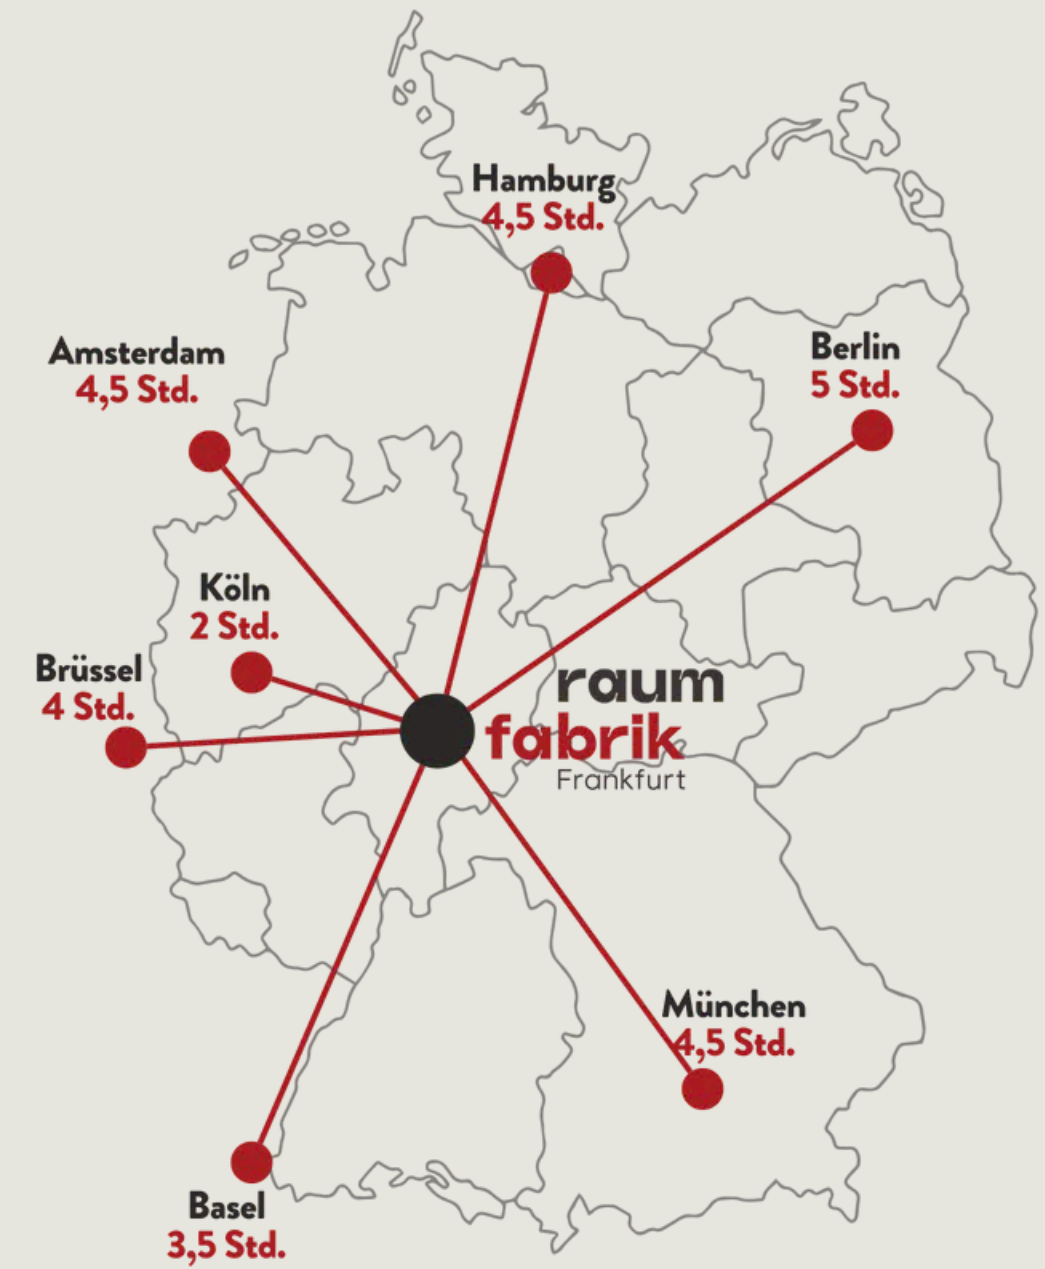 Hamburg
4,5 Std.
Amsterdam
4,5 Std.
Berlin
5 Std.
Köln
2 Std.
Brüssel
4 Std.
raum
fabrik
Frankfurt
München
4,5 Std.
Basel
3,5 Std.